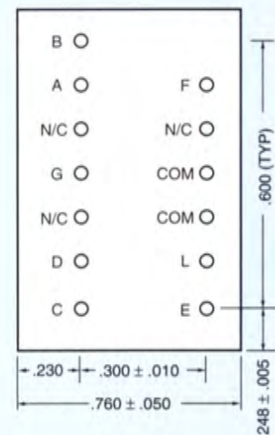 B
A F
N/C N/C
G COM
N/C COM
D L
C E
.600 (TYP)
.248 ± .005
.230 .300 ± .010
.760 ± .050